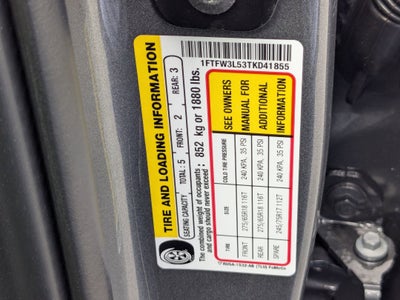 1FTFW3L53TKD41855
TIRE AND LOADING INFORMATION
SEATING CAPACITY TOTAL : 5 FRONT: 2 REAR: 3
The combined weight of occupants
and cargo should never exceed : 852 kg or 1880 lbs.
TIRE SIZE COLD TIRE PRESSURE
FRONT 275/65R18 116T 240 KPA, 35 PSI
REAR 275/65R18 116T 240 KPA, 35 PSI
SPARE 245/75R17 112T 240 KPA, 35 PSI
SEE OWNERS
MANUAL FOR
ADDITIONAL
INFORMATION